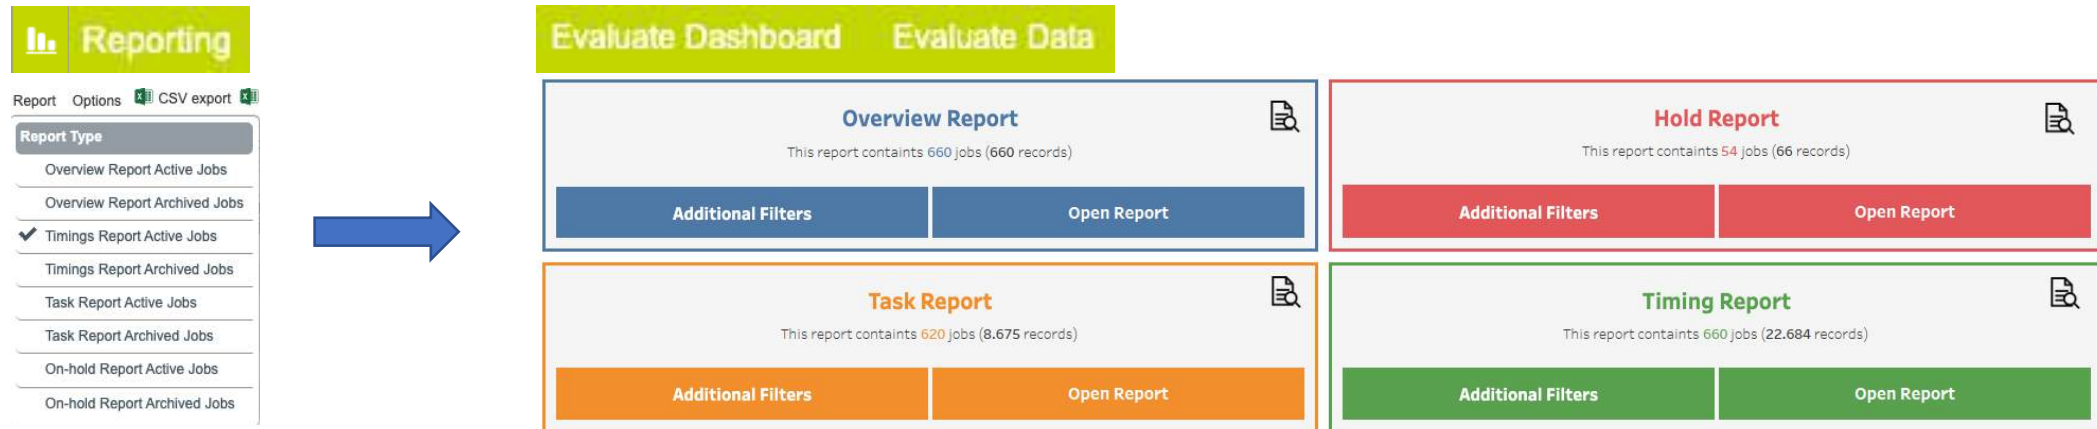 Reporting
Report Options CSV export
Report Type
Overview Report Active Jobs
Overview Report Archived Jobs
Timings Report Active Jobs
Timings Report Archived Jobs
Task Report Active Jobs
Task Report Archived Jobs
On-hold Report Active Jobs
On-hold Report Archived Jobs
Evaluate Dashboard Evaluate Data
Overview Report
This report containts 660 jobs (660 records)
Additional Filters Open Report
Hold Report
This report containts 54 jobs (66 records)
Additional Filters Open Report
Task Report
This report containts 620 jobs (8.675 records)
Additional Filters Open Report
Timing Report
This report containts 660 jobs (22.684 records)
Additional Filters Open Report